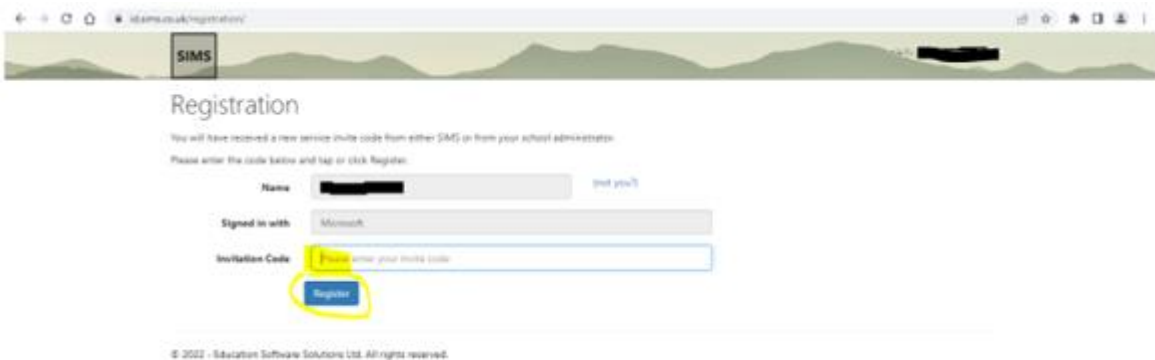 id.sims.co.uk/registration/
SIMS
Registration
You will have received a new service invite code from either SIMS or from your school administrator.
Please enter the code below and tap or click Register.
Name
(not you?)
Signed in with
Microsoft
Invitation Code
Please enter your invite code
Register
© 2022 - Education Software Solutions Ltd. All rights reserved.